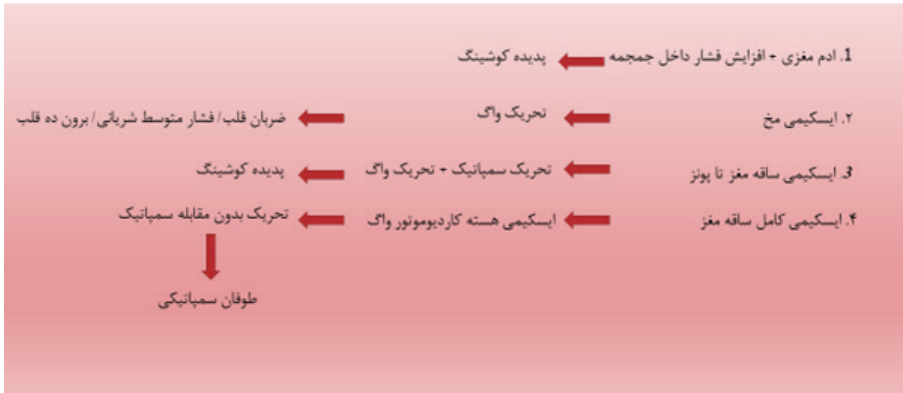 1. ادم مغزی + افزایش فشار داخل جمجمه پدیده کوشینگ
۲. ایسکیمی مخ تحریک واگ ضربان قلب/ فشار متوسط شریانی/ برون ده قلب
3. ایسکیمی ساقه مغز تا پونز تحریک سمپاتیک + تحریک واگ پدیده کوشینگ
۴. ایسکیمی کامل ساقه مغز ایسکیمی هسته کاردیوموتور واگ تحریک بدون مقابله سمپاتیک
طوفان سمپاتیکی